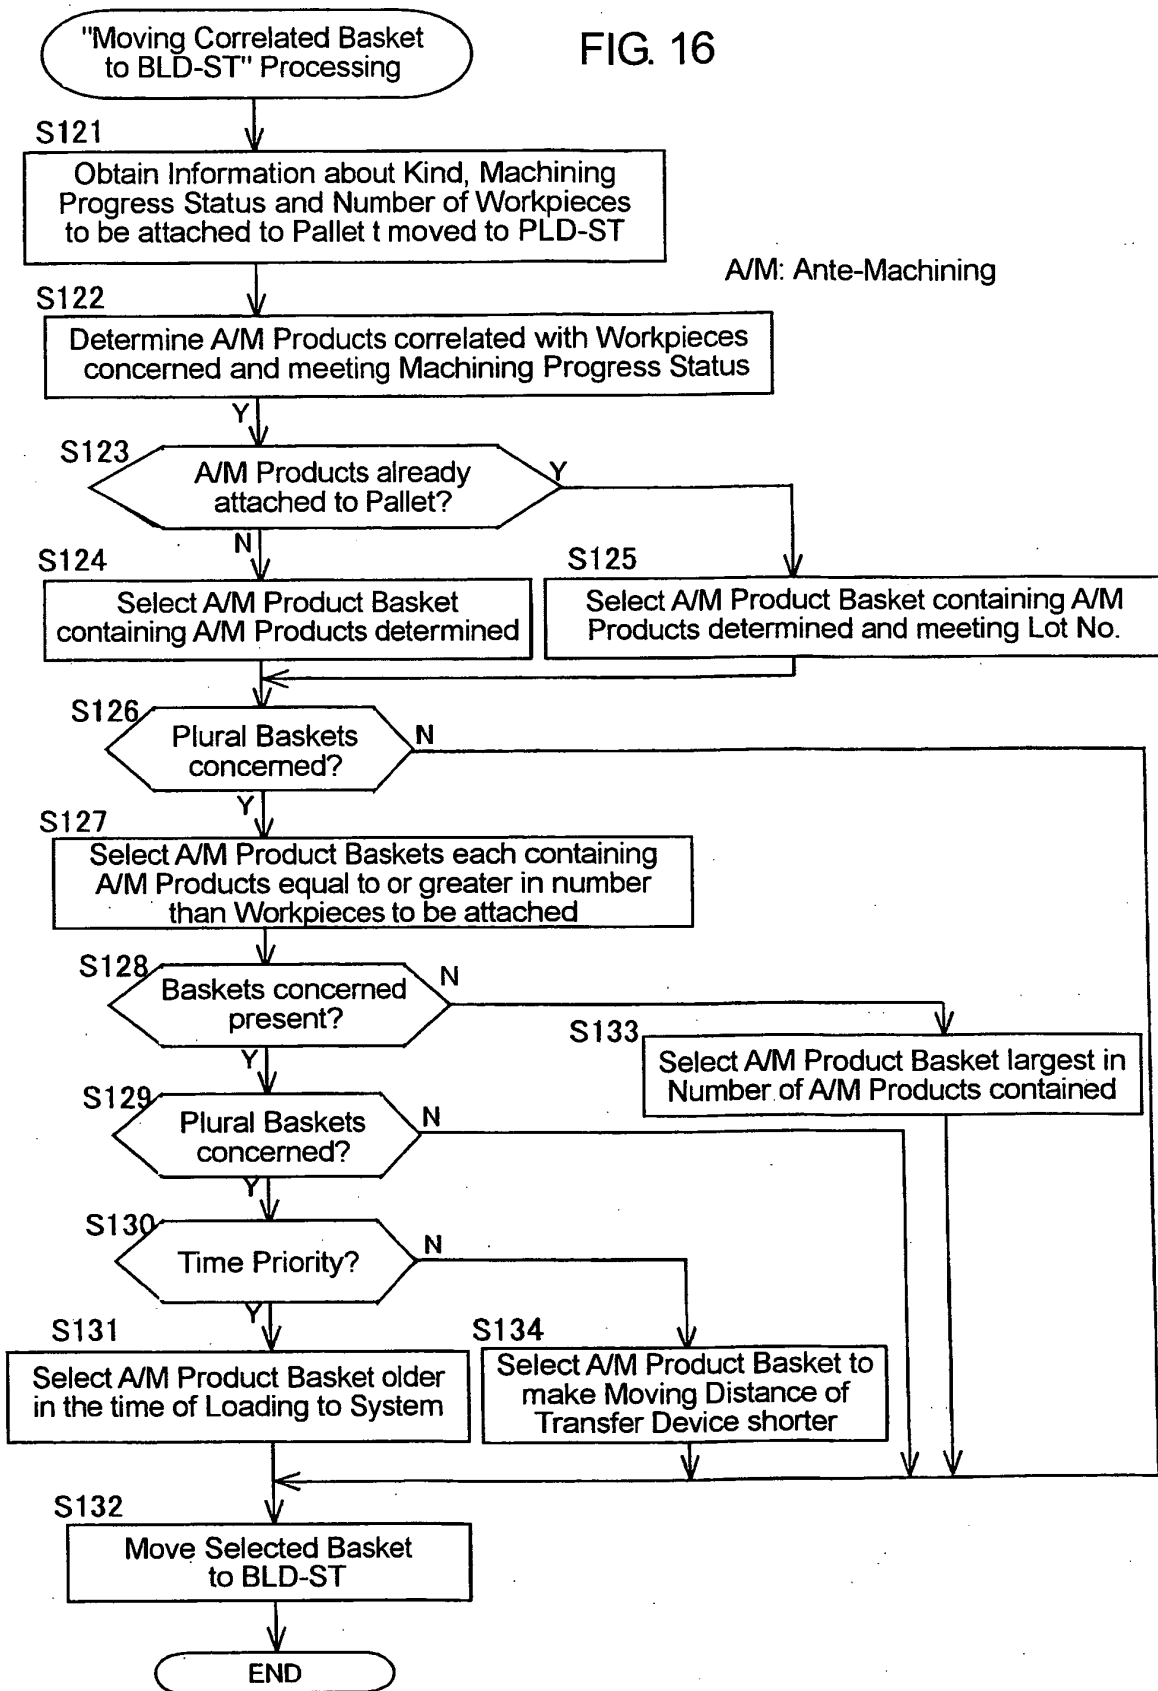 "Moving Correlated Basket
to BLD-ST" Processing
FIG. 16
S121
Obtain Information about Kind, Machining
Progress Status and Number of Workpieces
to be attached to Pallet t moved to PLD-ST
A/M: Ante-Machining
S122
Determine A/M Products correlated with Workpieces
concerned and meeting Machining Progress Status
Y
S123
A/M Products already
attached to Pallet?
Y
N
S124
Select A/M Product Basket
containing A/M Products determined
S125
Select A/M Product Basket containing A/M
Products determined and meeting Lot No.
S126
Plural Baskets
concerned?
N
Y
S127
Select A/M Product Baskets each containing
A/M Products equal to or greater in number
than Workpieces to be attached
S128
Baskets concerned
present?
N
Y
S133
Select A/M Product Basket largest in
Number of A/M Products contained
S129
Plural Baskets
concerned?
N
Y
S130
Time Priority?
N
Y
S131
Select A/M Product Basket older
in the time of Loading to System
S134
Select A/M Product Basket to
make Moving Distance of
Transfer Device shorter
S132
Move Selected Basket
to BLD-ST
END